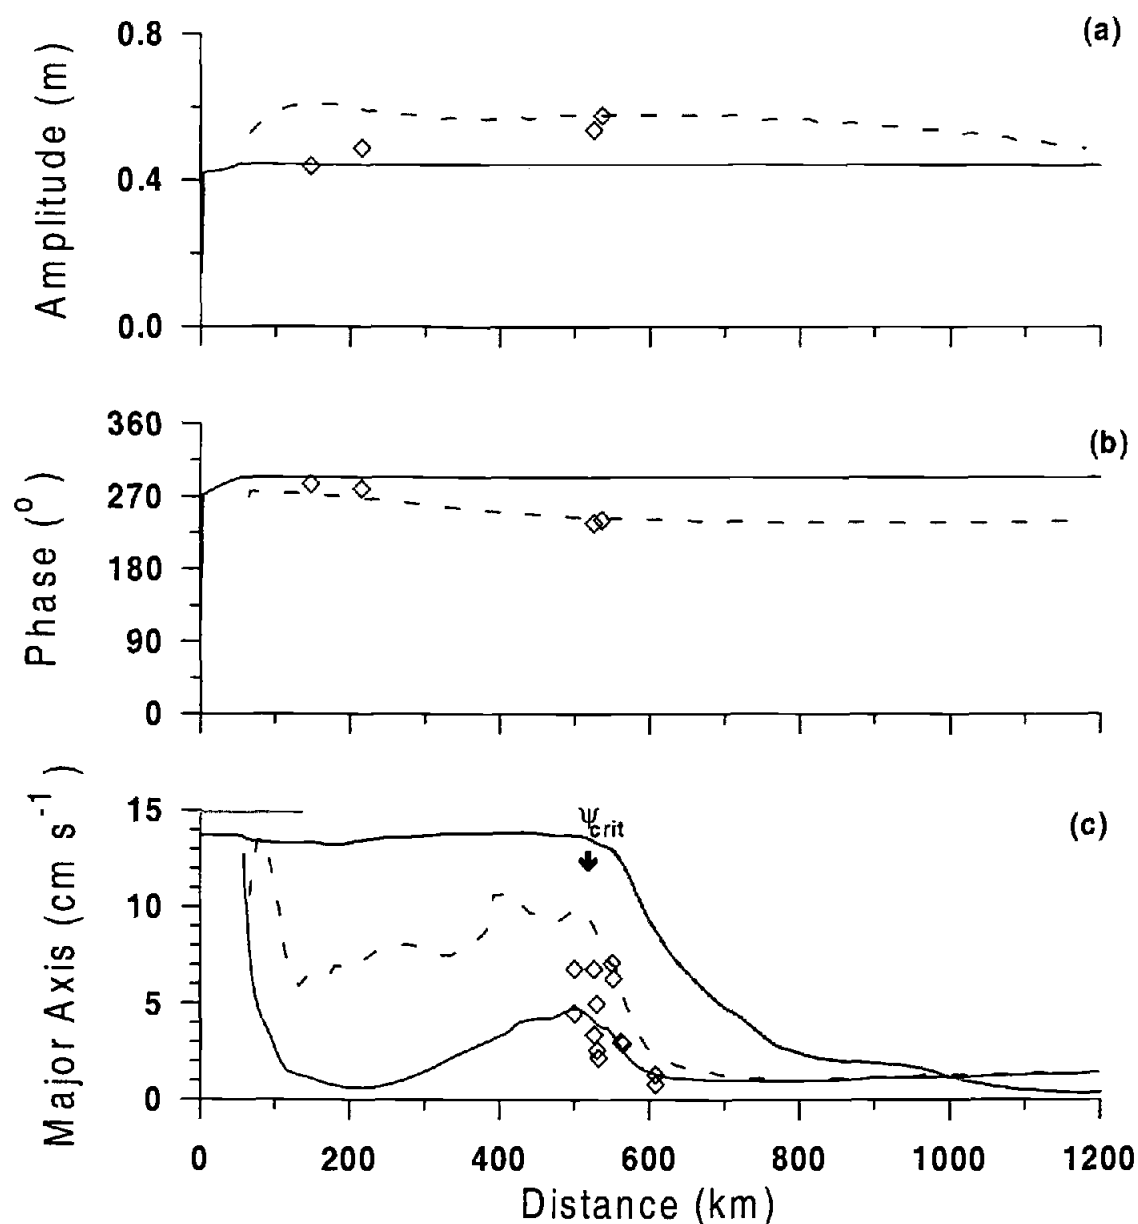 (a)
Amplitude (m)
0.8
0.4
0.0
(b)
Phase (º)
360
270
180
90
0
(c)
Major Axis (cm s⁻¹)
15
10
5
0
ψcrit
0 200 400 600 800 1000 1200
Distance (km)